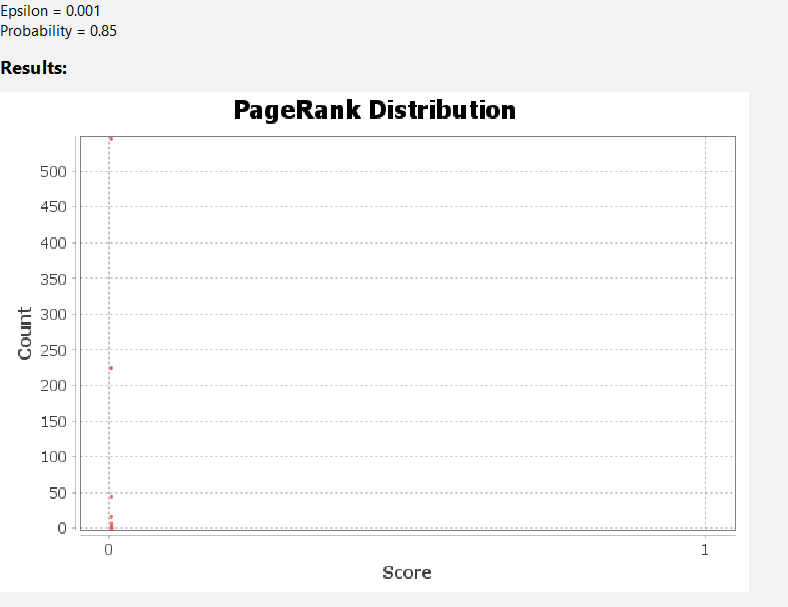 Epsilon = 0.001
Probability = 0.85
Results:
PageRank Distribution
500
450
400
350
300
250
200
150
100
50
0
Count
0 1
Score